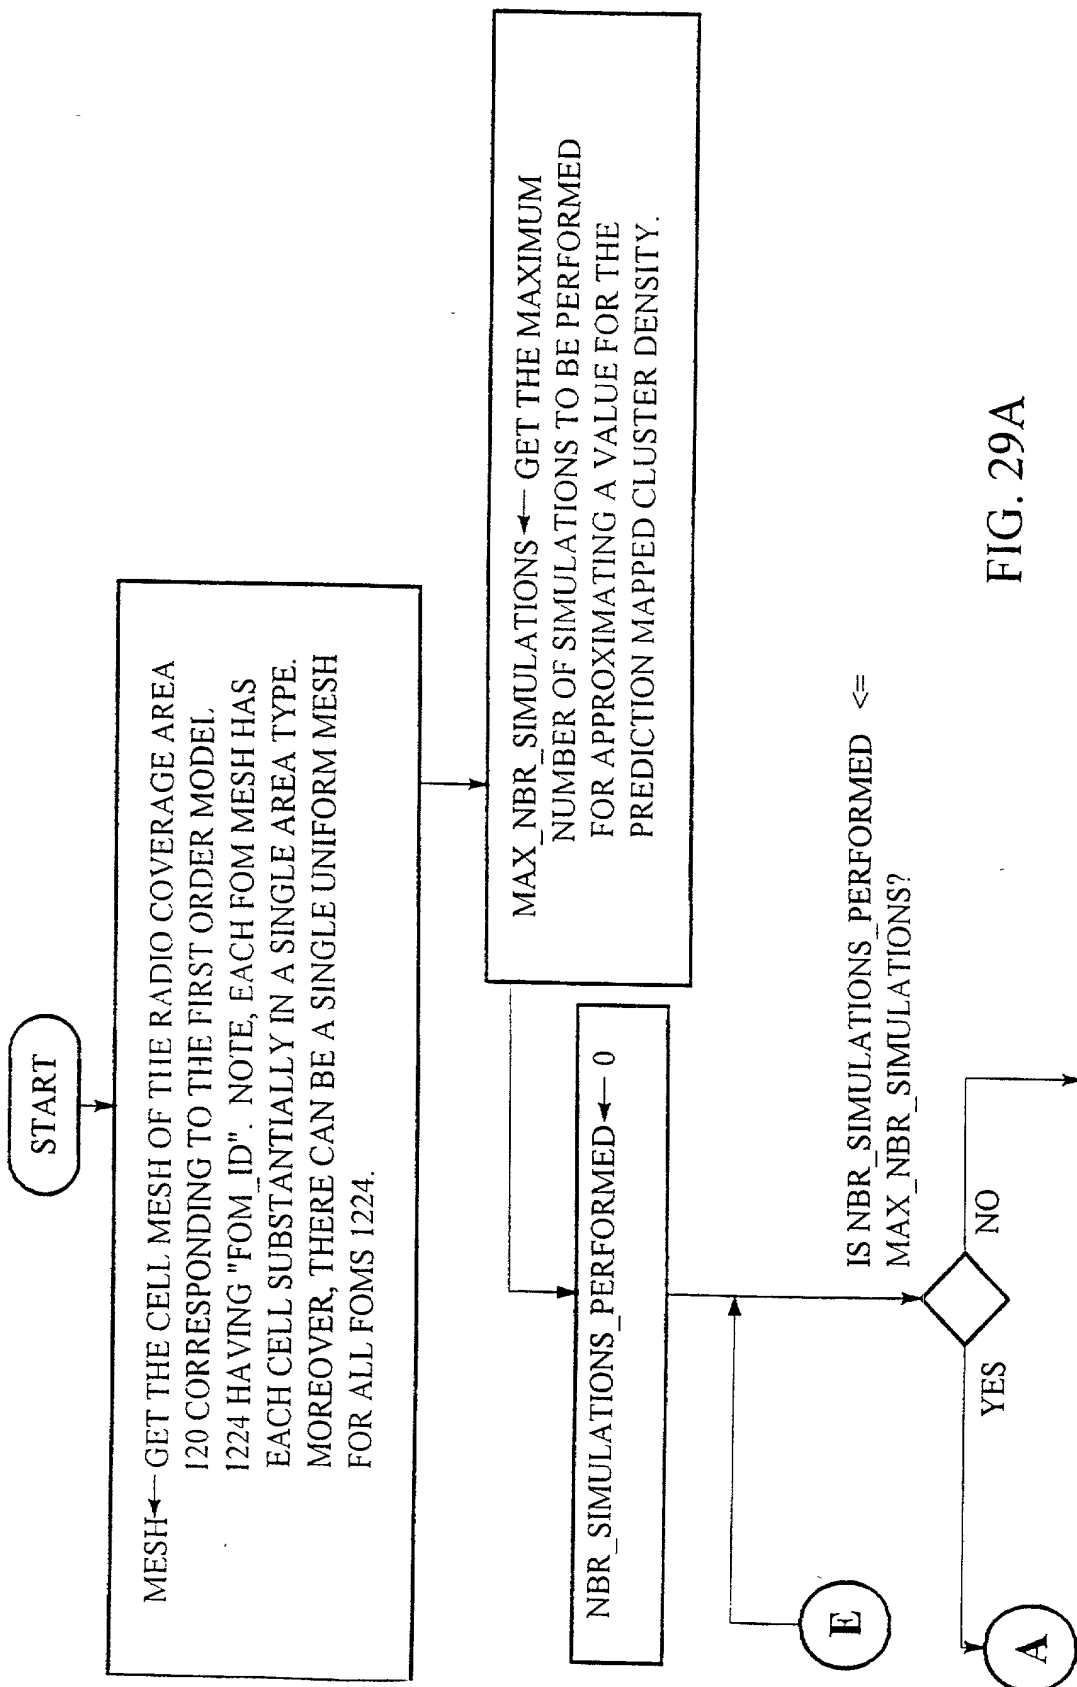 START
MESH←GET THE CELL MESH OF THE RADIO COVERAGE AREA
120 CORRESPONDING TO THE FIRST ORDER MODEL
1224 HAVING "FOM_ID". NOTE, EACH FOM MESH HAS
EACH CELL SUBSTANTIALLY IN A SINGLE AREA TYPE.
MOREOVER, THERE CAN BE A SINGLE UNIFORM MESH
FOR ALL FOMS 1224.
MAX_NBR_SIMULATIONS← GET THE MAXIMUM
NUMBER OF SIMULATIONS TO BE PERFORMED
FOR APPROXIMATING A VALUE FOR THE
PREDICTION MAPPED CLUSTER DENSITY.
NBR_SIMULATIONS_PERFORMED← 0
E
IS NBR_SIMULATIONS_PERFORMED <=
MAX_NBR_SIMULATIONS?
YES
NO
A
FIG. 29A